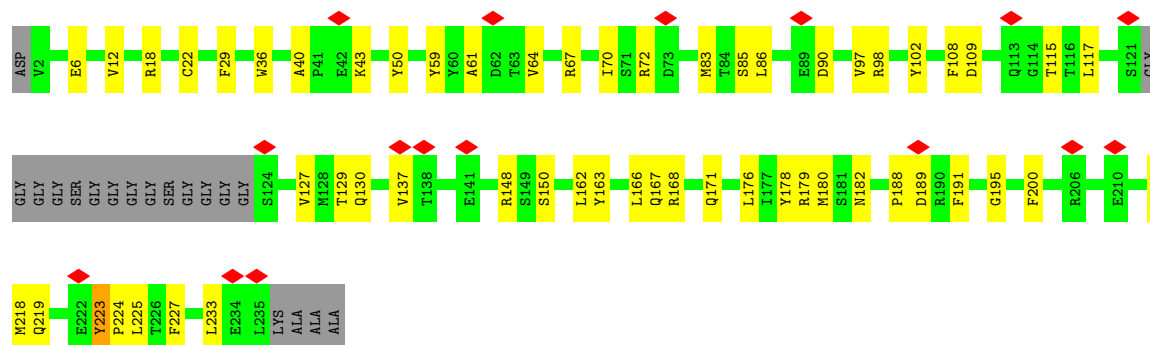 ASP V2 E6 V12 R18 C22 F29 W36 A40 P41 E42 K43 Y50 Y59 Y60 A61 D62 T63 V64 R67 I70 S71 R72 D73 M83 T84 S85 L86 E89 D90 V97 R98 Y102 F108 D109 Q113 G114 T115 T116 L117 S121 GLY
GLY GLY GLY SER GLY GLY GLY GLY SER GLY GLY GLY GLY S124 V127 M128 T129 Q130 V137 T138 E141 R148 S149 S150 L162 Y163 L166 Q167 R168 Q171 L176 I177 Y178 R179 M180 S181 N182 P188 D189 R190 F191 G195 F200 R206 E210
M218 Q219 E222 Y223 P224 L225 T226 F227 L233 E234 L235 LYS ALA ALA ALA